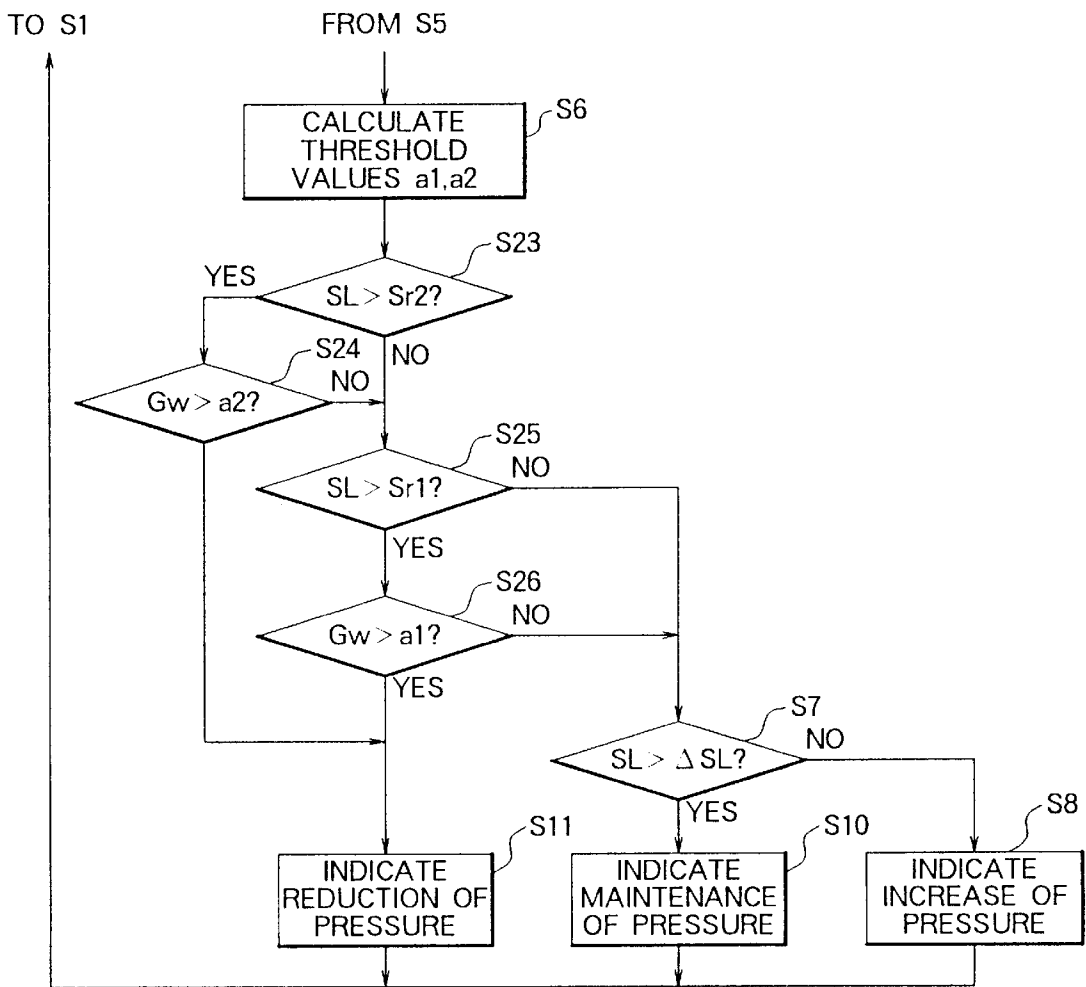 TO S1
FROM S5
S6
CALCULATE
THRESHOLD
VALUES a1,a2
S23
YES
SL > Sr2?
NO
S24
NO
Gw > a2?
S25
NO
SL > Sr1?
YES
S26
NO
Gw > a1?
YES
S7
NO
SL > Δ SL?
YES
S11
S10
S8
INDICATE
REDUCTION OF
PRESSURE
INDICATE
MAINTENANCE
OF PRESSURE
INDICATE
INCREASE OF
PRESSURE